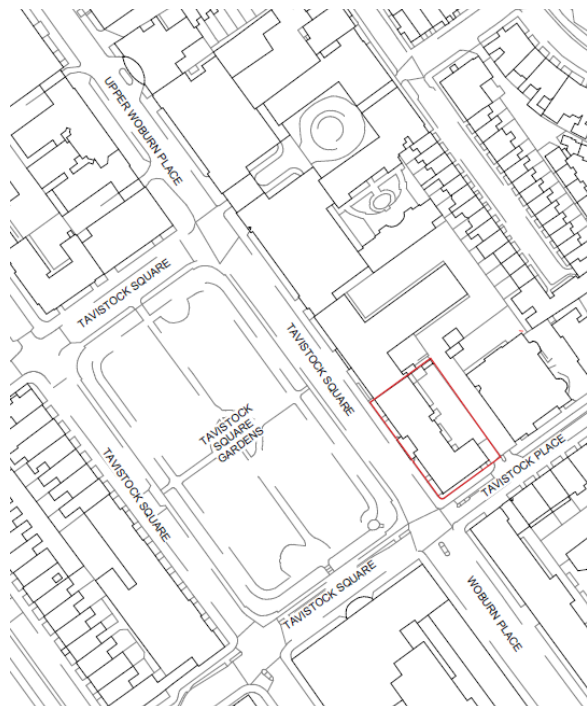 UPPER WOBURN PLACE
TAVISTOCK SQUARE
TAVISTOCK SQUARE
TAVISTOCK
SQUARE
GARDENS
TAVISTOCK SQUARE
TAVISTOCK PLACE
TAVISTOCK SQUARE
WOBURN PLACE